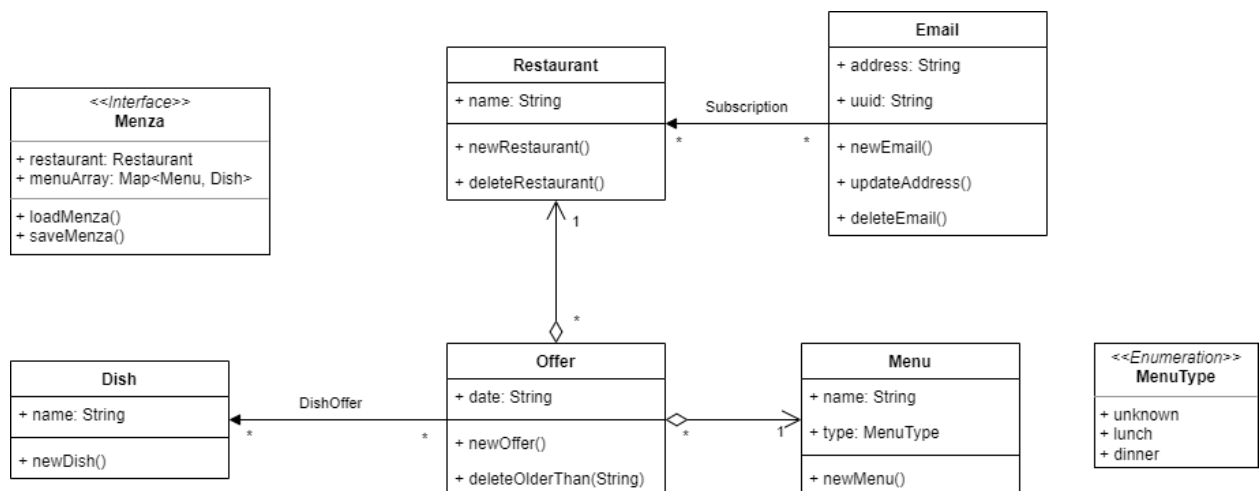 Email
+ address: String
+ uuid: String
+ newEmail()
+ updateAddress()
+ deleteEmail()
Restaurant
+ name: String
+ newRestaurant()
+ deleteRestaurant()
Subscription
*
*
<<Interface>>
Menza
+ restaurant: Restaurant
+ menuArray: Map<Menu, Dish>
+ loadMenza()
+ saveMenza()
1
*
Dish
+ name: String
+ newDish()
DishOffer
*
*
Offer
+ date: String
+ newOffer()
+ deleteOlderThan(String)
*
1
Menu
+ name: String
+ type: MenuType
+ newMenu()
<<Enumeration>>
MenuType
+ unknown
+ lunch
+ dinner